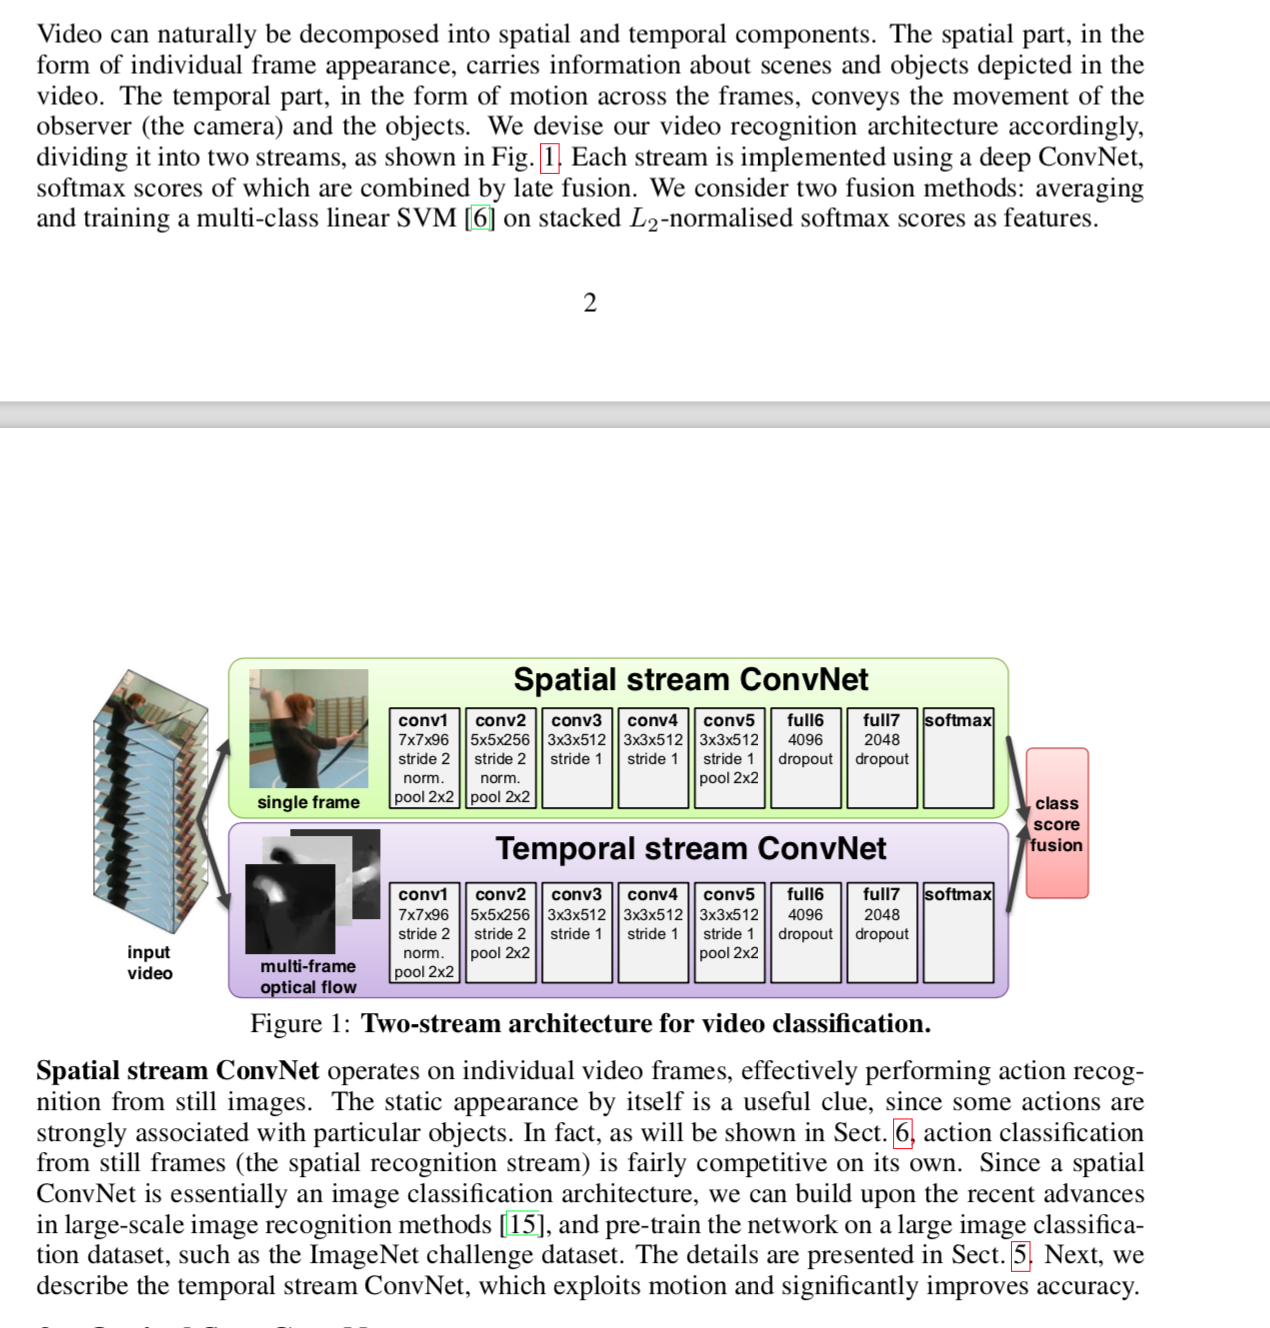 Video can naturally be decomposed into spatial and temporal components. The spatial part, in the
form of individual frame appearance, carries information about scenes and objects depicted in the
video. The temporal part, in the form of motion across the frames, conveys the movement of the
observer (the camera) and the objects. We devise our video recognition architecture accordingly,
dividing it into two streams, as shown in Fig. 1. Each stream is implemented using a deep ConvNet,
softmax scores of which are combined by late fusion. We consider two fusion methods: averaging
and training a multi-class linear SVM [6] on stacked L2-normalised softmax scores as features.
2
input
video
Spatial stream ConvNet
single frame
conv1
7x7x96
stride 2
norm.
pool 2x2
conv2
5x5x256
stride 2
norm.
pool 2x2
conv3
3x3x512
stride 1
conv4
3x3x512
stride 1
conv5
3x3x512
stride 1
pool 2x2
full6
4096
dropout
full7
2048
dropout
softmax
Temporal stream ConvNet
multi-frame
optical flow
conv1
7x7x96
stride 2
norm.
pool 2x2
conv2
5x5x256
stride 2
pool 2x2
conv3
3x3x512
stride 1
conv4
3x3x512
stride 1
conv5
3x3x512
stride 1
pool 2x2
full6
4096
dropout
full7
2048
dropout
softmax
class
score
fusion
Figure 1: Two-stream architecture for video classification.
Spatial stream ConvNet operates on individual video frames, effectively performing action recog-
nition from still images. The static appearance by itself is a useful clue, since some actions are
strongly associated with particular objects. In fact, as will be shown in Sect. 6, action classification
from still frames (the spatial recognition stream) is fairly competitive on its own. Since a spatial
ConvNet is essentially an image classification architecture, we can build upon the recent advances
in large-scale image recognition methods [15], and pre-train the network on a large image classifica-
tion dataset, such as the ImageNet challenge dataset. The details are presented in Sect. 5. Next, we
describe the temporal stream ConvNet, which exploits motion and significantly improves accuracy.